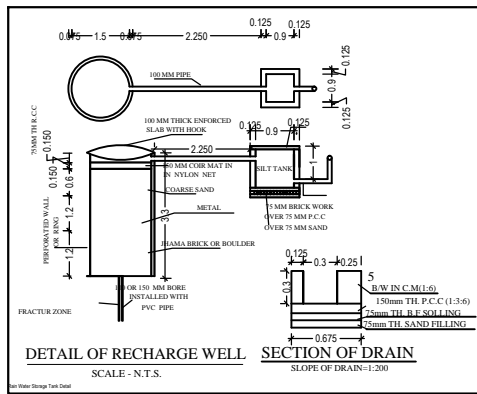 0.075 1.5 0.075 2.250 0.125 0.9 0.125
0.125
0.9
0.125
100 MM PIPE
75MM TH R.C.C
100 MM THICK ENFORCED
SLAB WITH HOOK
0.125 0.125
0.9
2.250
0.150
0.150
0.6
1.2
1.2
3.3
1
50 MM COIR MAT IN
IN NYLON NET
SILT TANK
COARSE SAND
METAL
JHAMA BRICK OR BOULDER
PERFORATED WALL
OR RING
75 MM BRICK WORK
OVER 75 MM P.C.C
OVER 75 MM SAND
OR 150 MM BORE
INSTALLED WITH
PVC PIPE
FRACTUR ZONE
0.125 0.3 0.25
0.3
5
B/W IN C.M(1:6)
150mm TH. P.C.C (1:3:6)
75mm TH. B.F SOLLING
75mm TH. SAND FILLING
0.675
DETAIL OF RECHARGE WELL
SCALE - N.T.S.
SECTION OF DRAIN
SLOPE OF DRAIN=1:200
Rain Water Storage Tank Detail